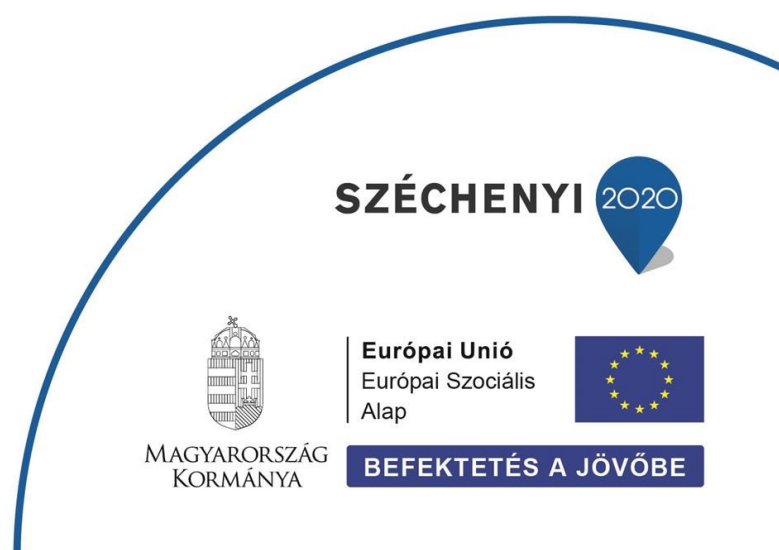 SZÉCHENYI 2020
Európai Unió
Európai Szociális
Alap
MAGYARORSZÁG
KORMÁNYA
BEFEKTETÉS A JÖVŐBE